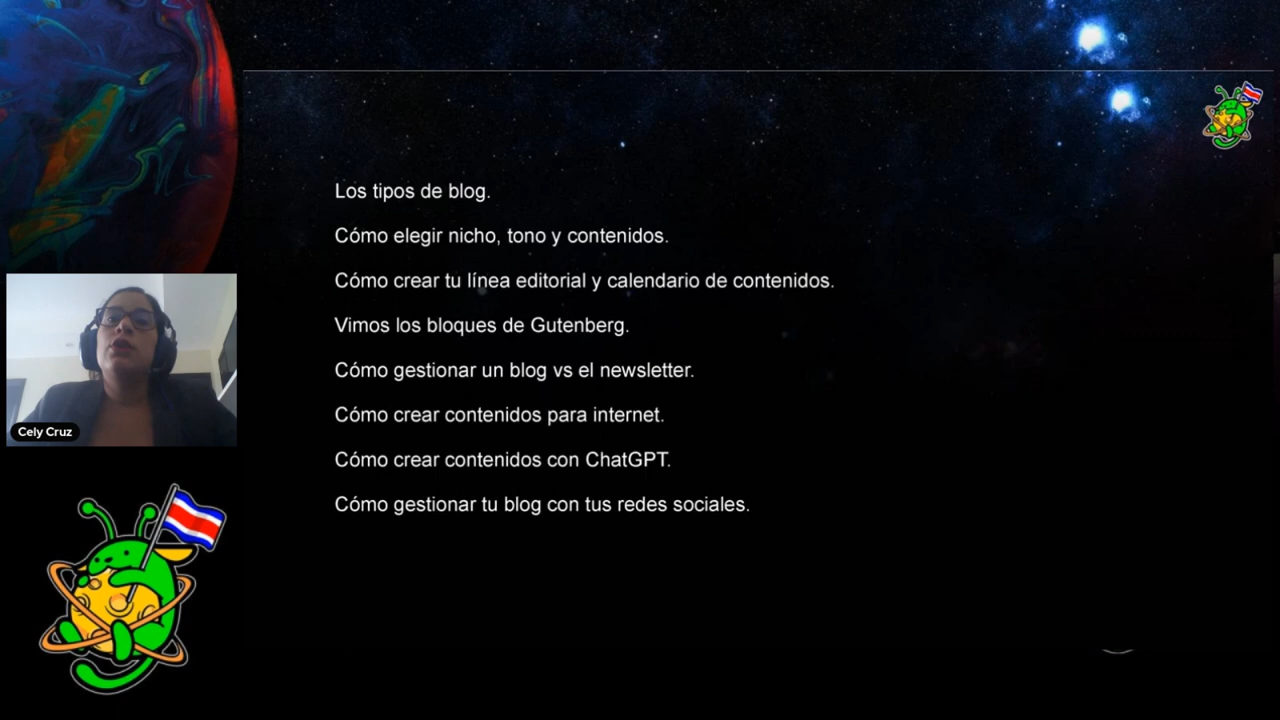 Los tipos de blog.
Cómo elegir nicho, tono y contenidos.
Cómo crear tu línea editorial y calendario de contenidos.
Vimos los bloques de Gutenberg.
Cómo gestionar un blog vs el newsletter.
Cómo crear contenidos para internet.
Cómo crear contenidos con ChatGPT.
Cómo gestionar tu blog con tus redes sociales.
Cely Cruz